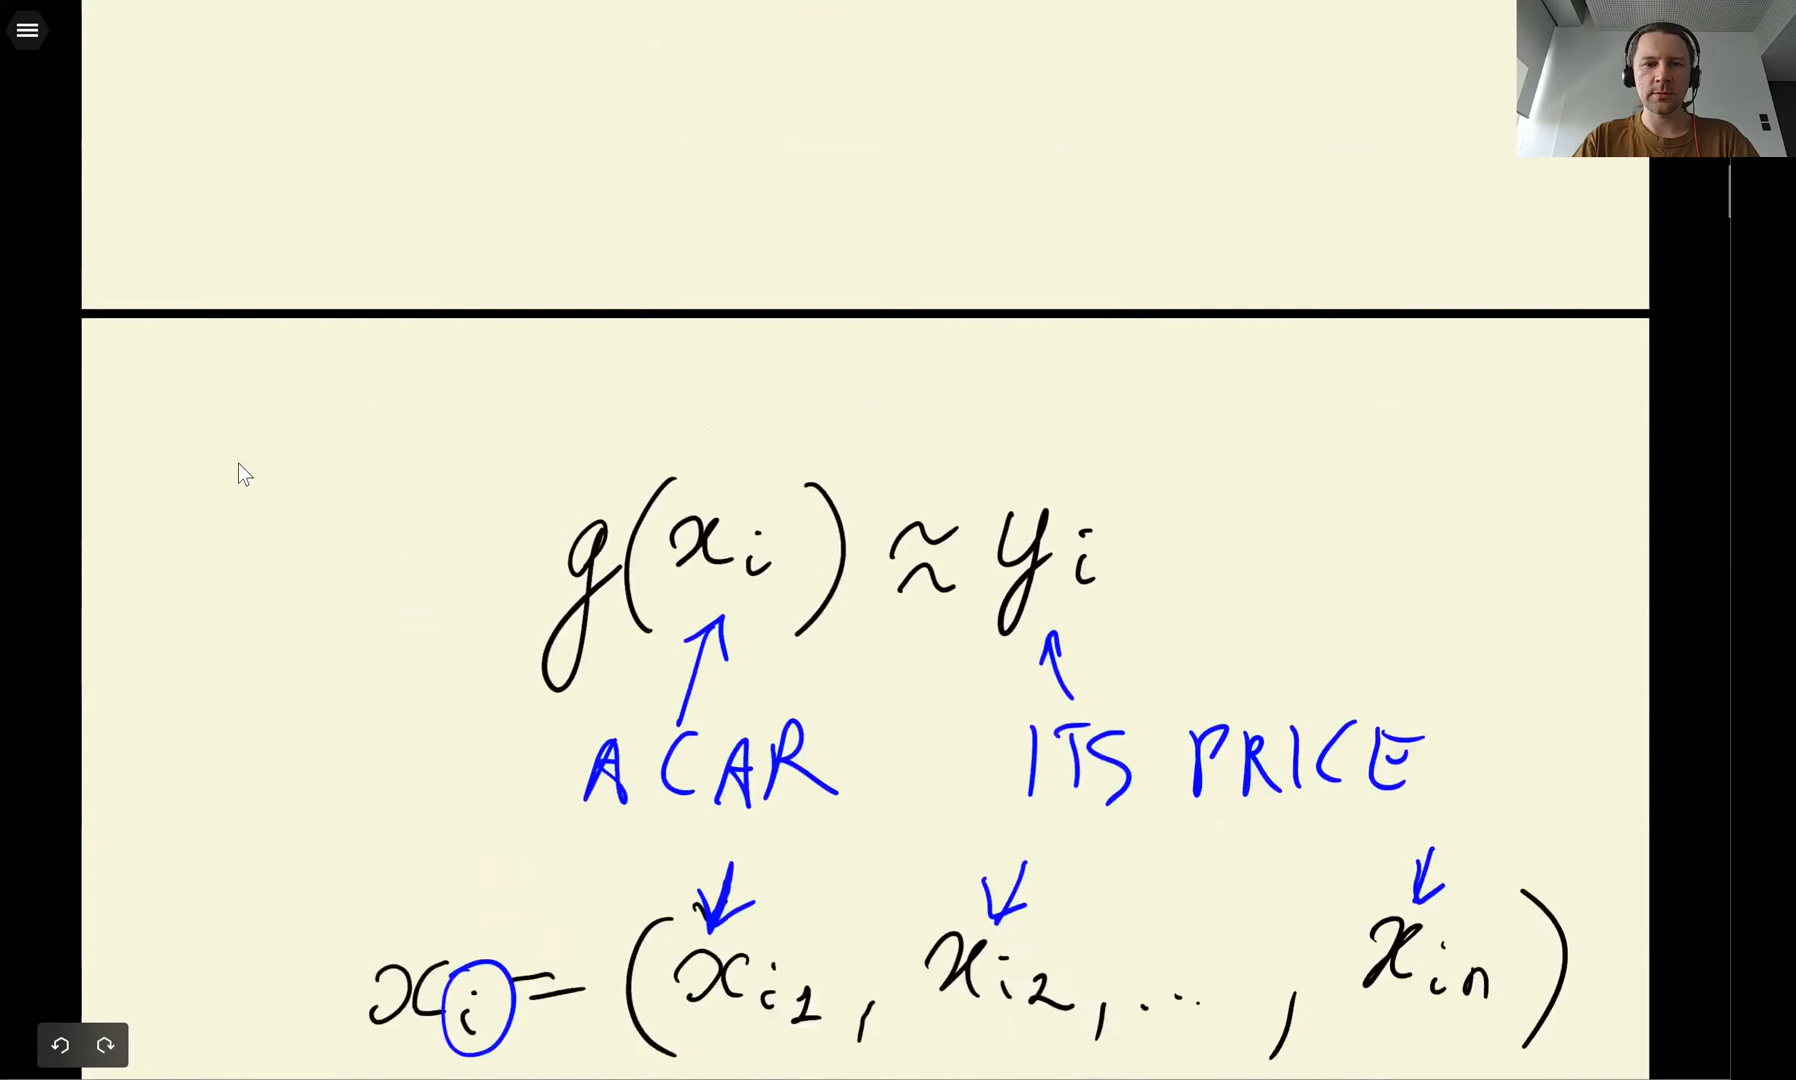 g(xi) ≈ yi
A CAR ITS PRICE
xi = (xi1, xi2, ..., xin)